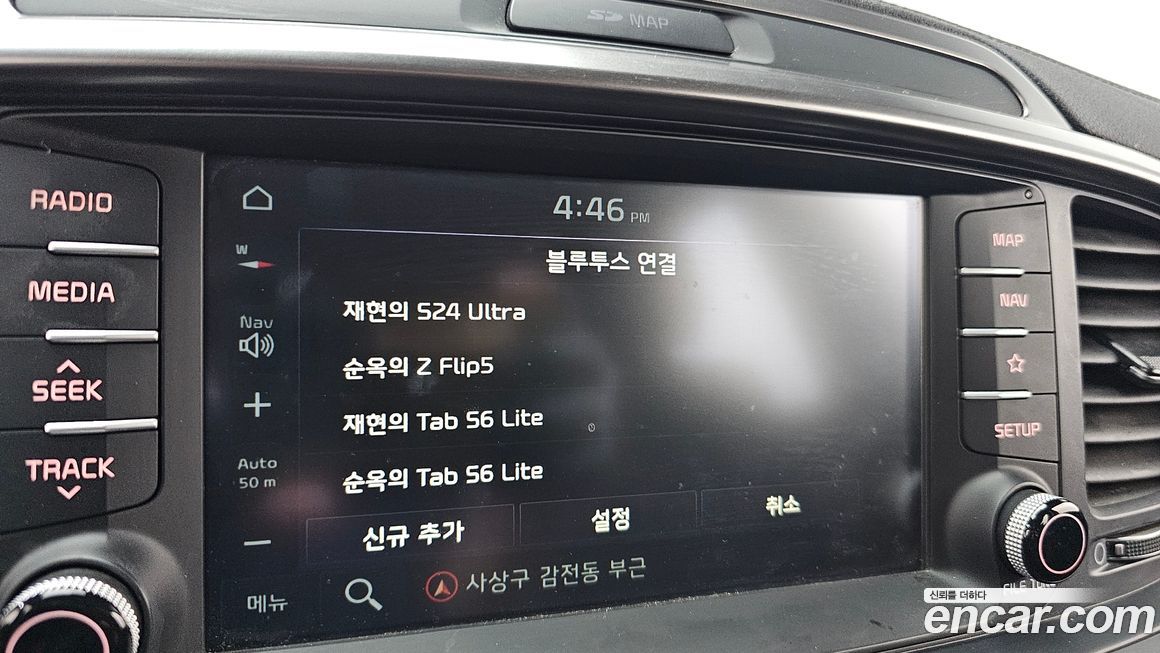 SD MAP
RADIO
MEDIA
SEEK
TRACK
4:46 PM
W
블루투스 연결
재현의 S24 Ultra
Nav
순옥의 Z Flip5
재현의 Tab S6 Lite
Auto
50 m
순옥의 Tab S6 Lite
신규 추가
설정
취소
메뉴
사상구 감전동 부근
MAP
NAV
SETUP
신뢰를 더하다
encar.com